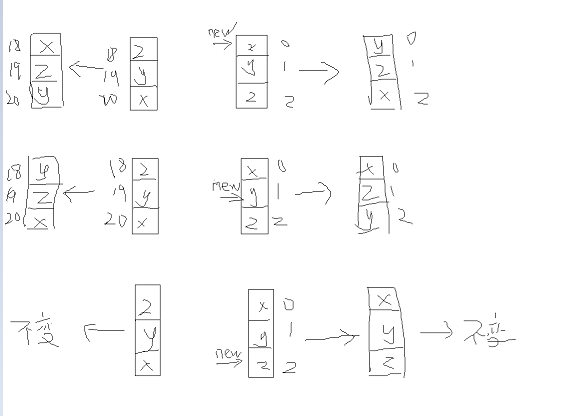 new
18 x 18 z x 0 y 0
19 z 19 y y 1 z 1
20 y 20 x z 2 x 2
18 y 18 z x 0 x 0
19 z 19 y new y 1 z 1
20 x 20 x z 2 y 2
z x 0 x
不变 y y 1 y 不变
x new z 2 z